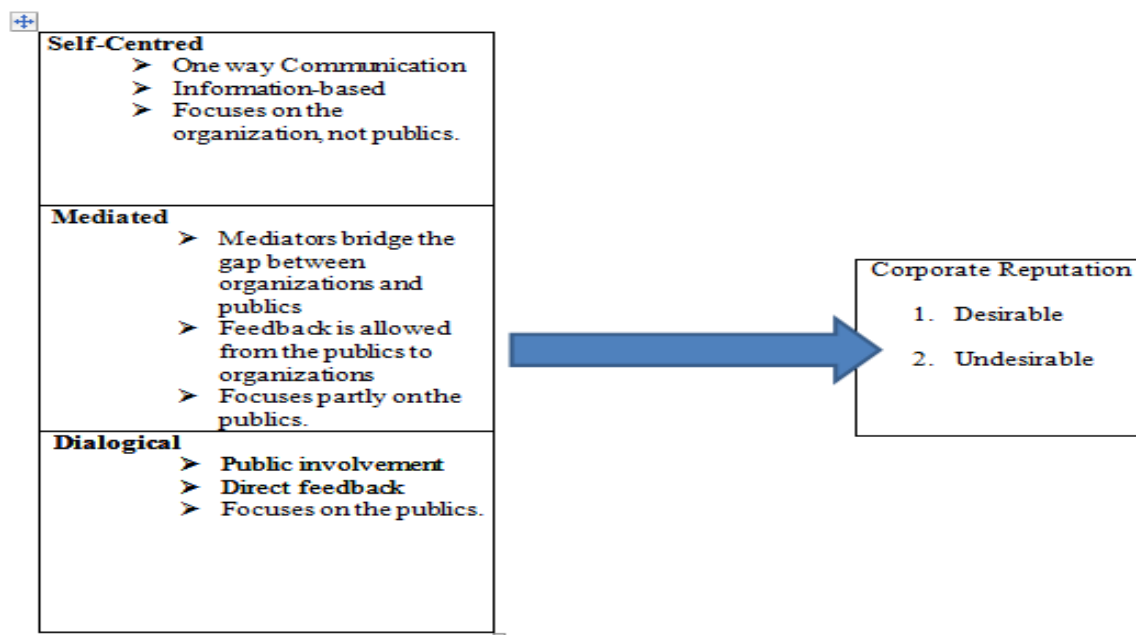 Self-Centred
➤ One way Communication
➤ Information-based
➤ Focuses on the
organization, not publics.
Mediated
➤ Mediators bridge the
gap between
organizations and
publics
➤ Feedback is allowed
from the publics to
organizations
➤ Focuses partly on the
publics.
Dialogical
➤ Public involvement
➤ Direct feedback
➤ Focuses on the publics.
Corporate Reputation
1. Desirable
2. Undesirable